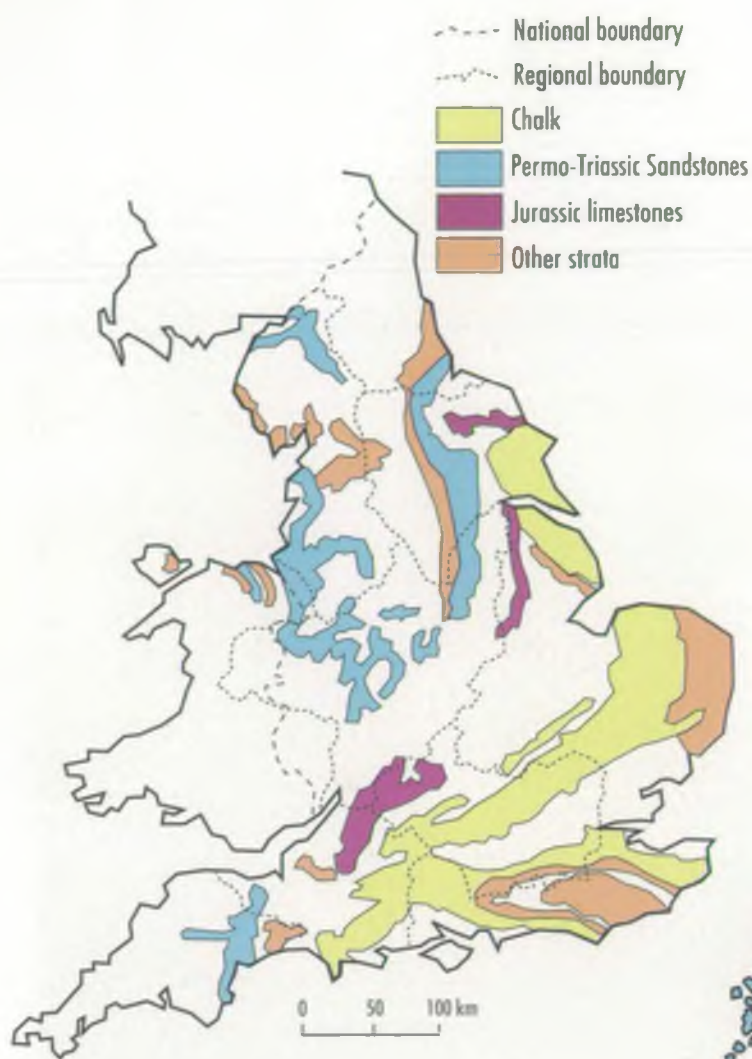 National boundary
Regional boundary
Chalk
Permo-Triassic Sandstones
Jurassic limestones
Other strata
0 50 100 km